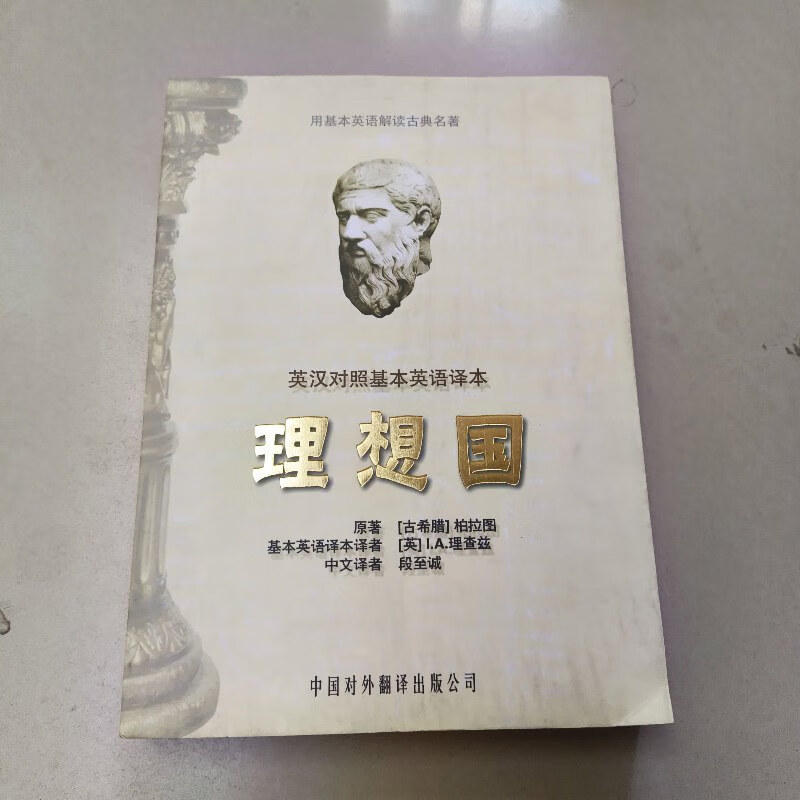 用基本英语解读古典名著
英汉对照基本英语译本
理想国
原著 [古希腊] 柏拉图
基本英语译本译者 [英] I.A.理查兹
中文译者 段至诚
中国对外翻译出版公司